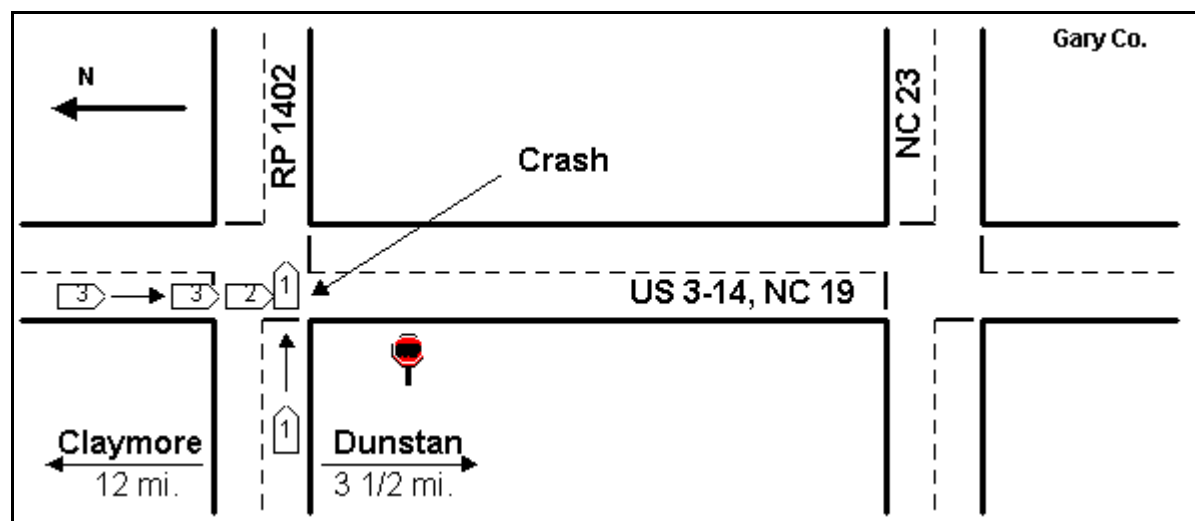 Gary Co.
N
RP 1402
NC 23
Crash
3
3
2
1
US 3-14, NC 19
1
Claymore
12 mi.
Dunstan
3 1/2 mi.